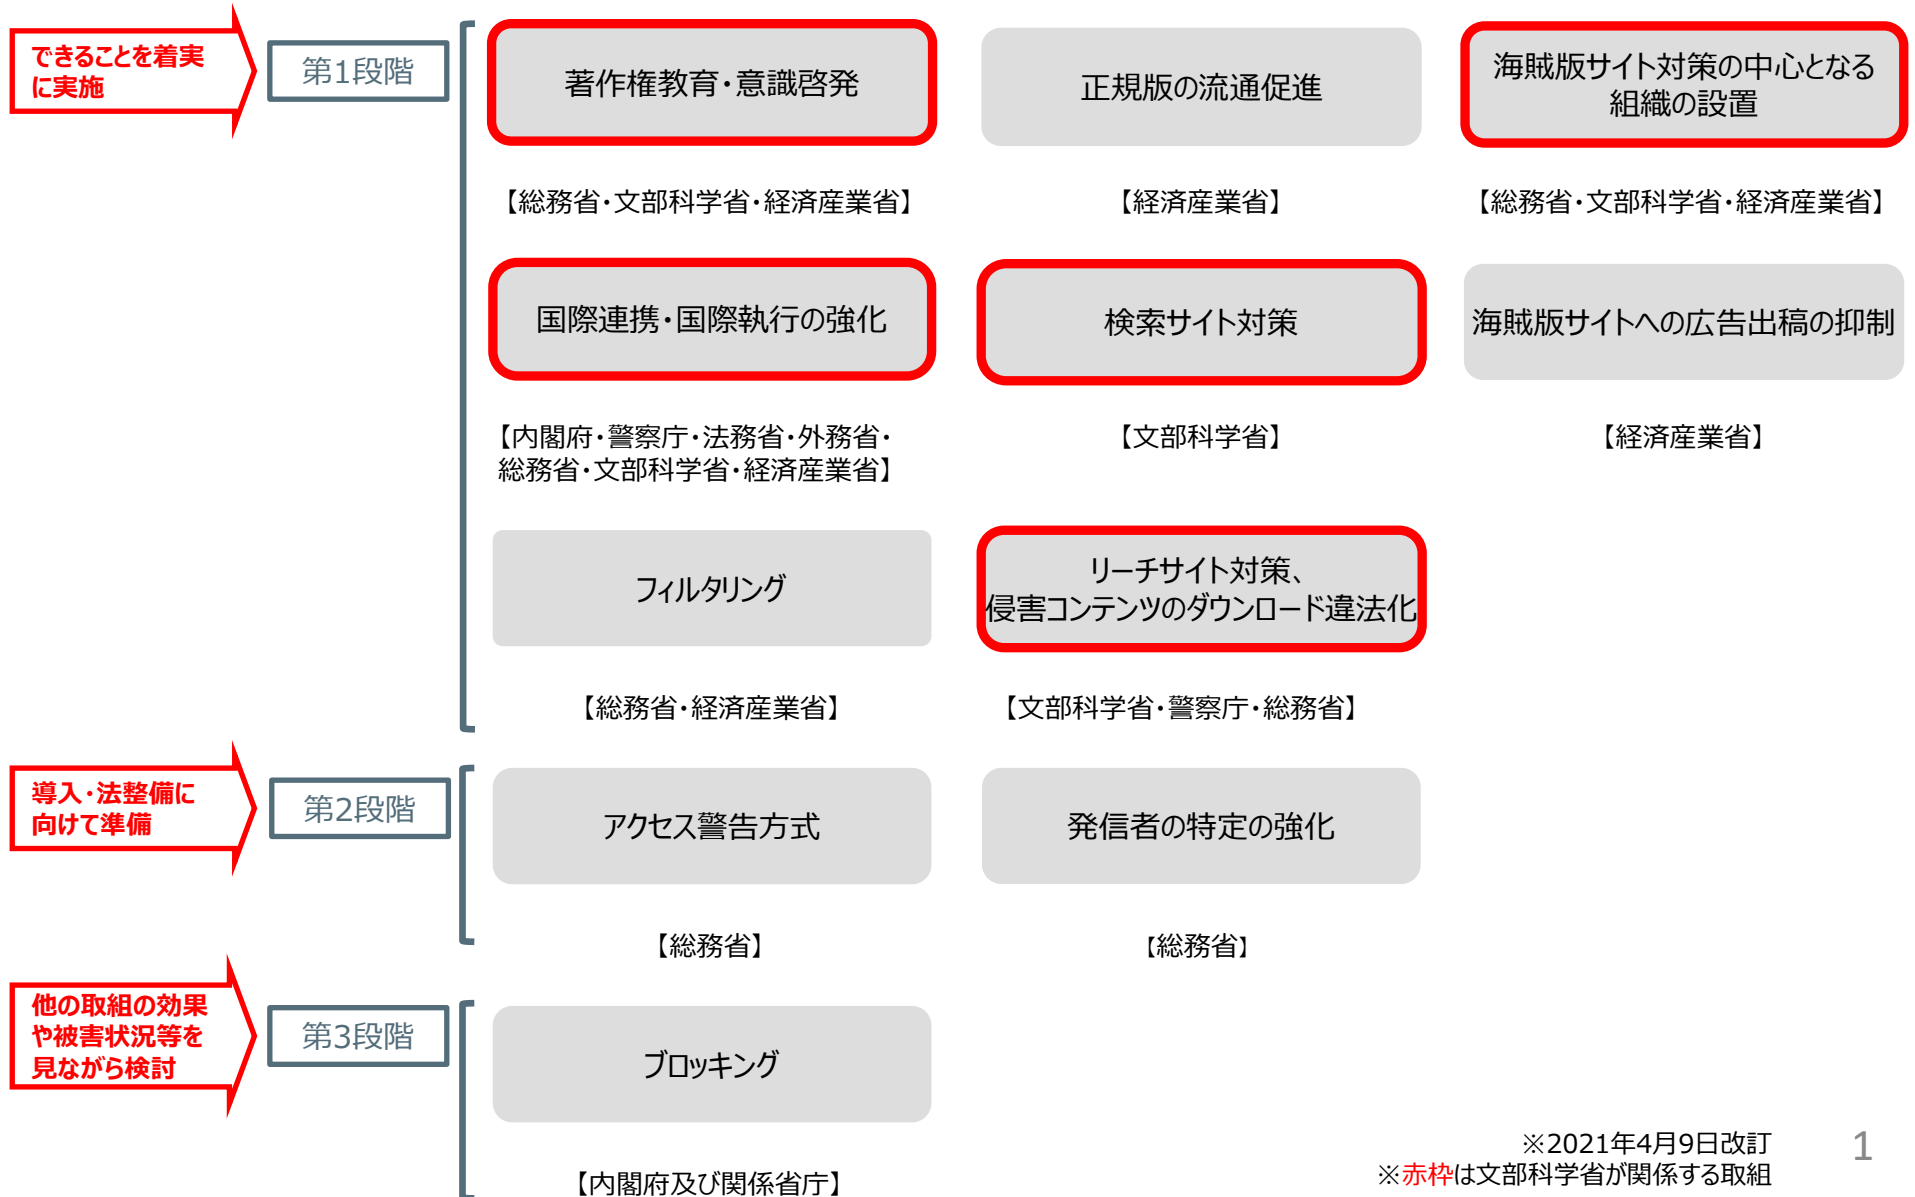 できることを着実
に実施
第1段階
著作権教育・意識啓発
正規版の流通促進
海賊版サイト対策の中心となる
組織の設置
【総務省・文部科学省・経済産業省】
【経済産業省】
【総務省・文部科学省・経済産業省】
国際連携・国際執行の強化
検索サイト対策
海賊版サイトへの広告出稿の抑制
【内閣府・警察庁・法務省・外務省・
総務省・文部科学省・経済産業省】
【文部科学省】
【経済産業省】
フィルタリング
リーチサイト対策、
侵害コンテンツのダウンロード違法化
【総務省・経済産業省】
【文部科学省・警察庁・総務省】
導入・法整備に
向けて準備
第2段階
アクセス警告方式
発信者の特定の強化
【総務省】
【総務省】
他の取組の効果
や被害状況等を
見ながら検討
第3段階
ブロッキング
【内閣府及び関係省庁】
※2021年4月9日改訂
※赤枠は文部科学省が関係する取組
1